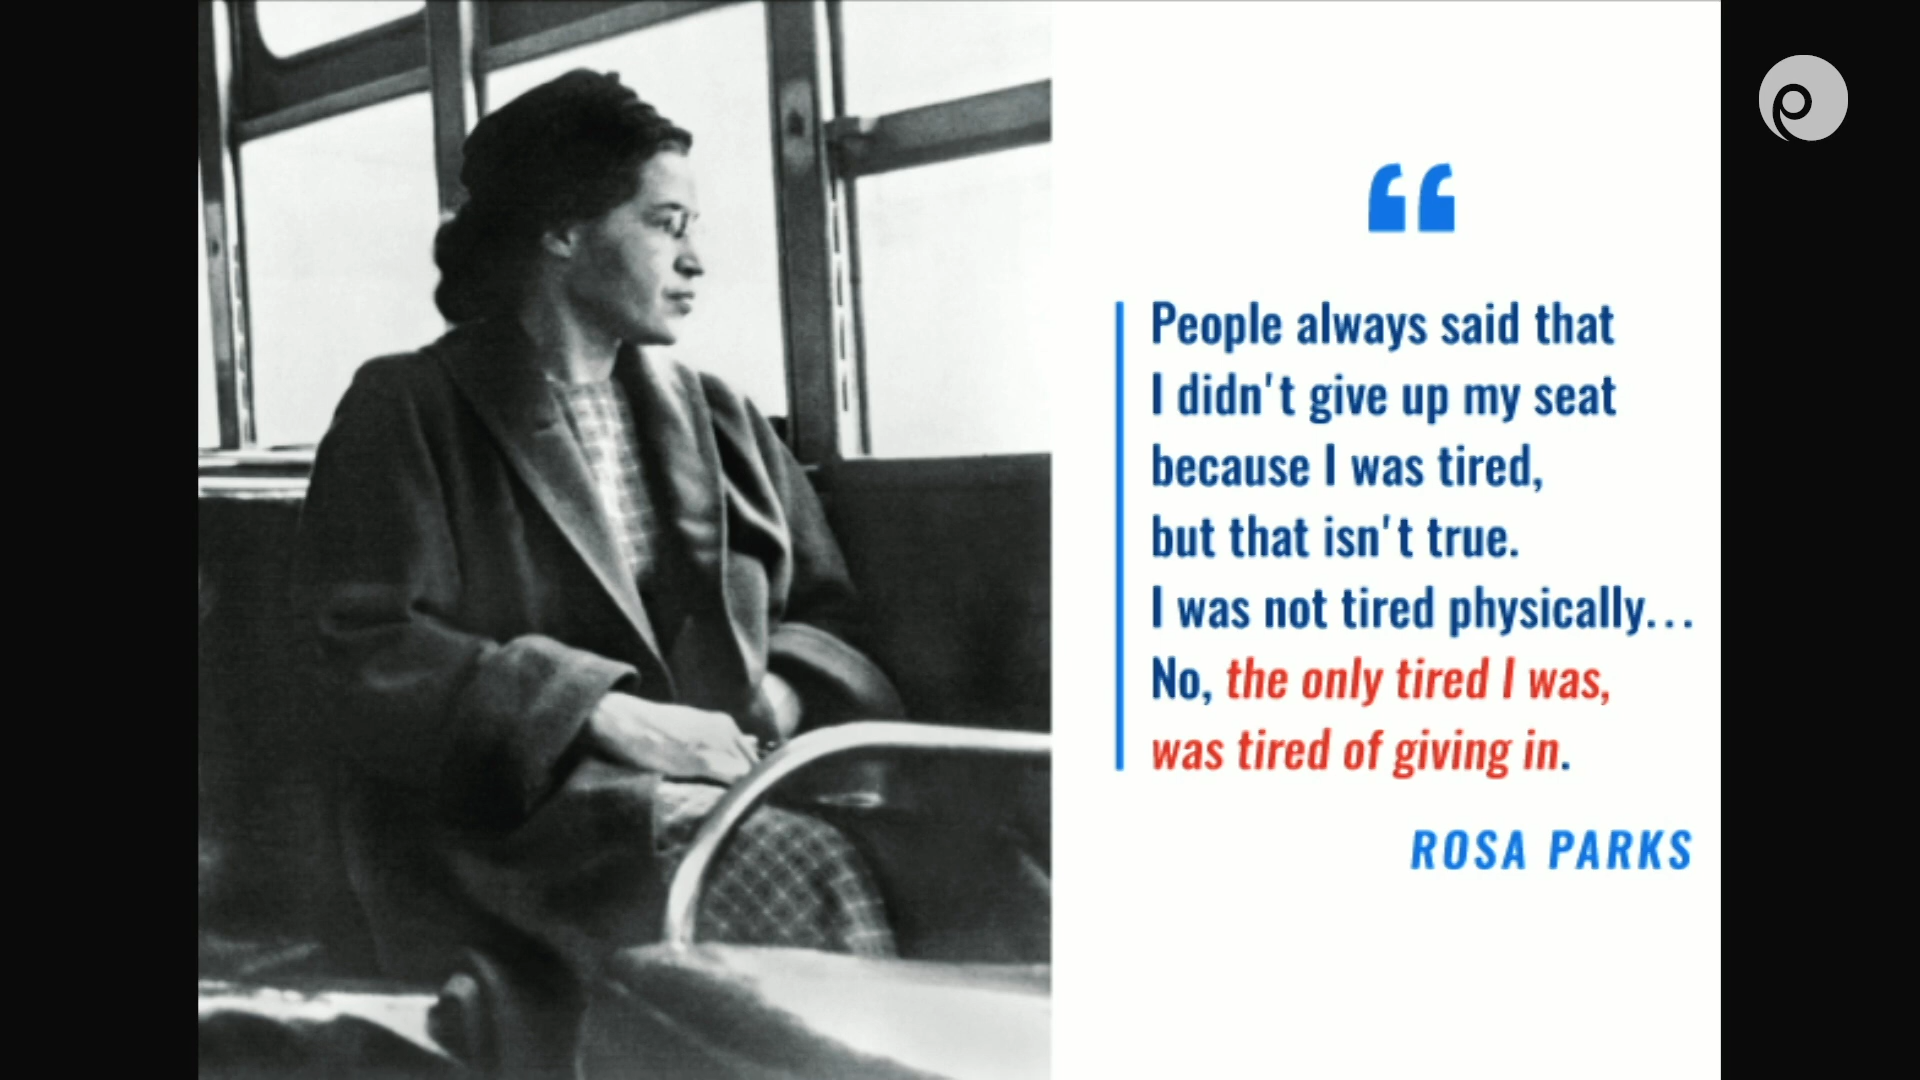 “
People always said that
I didn't give up my seat
because I was tired,
but that isn't true.
I was not tired physically...
No, the only tired I was,
was tired of giving in.
ROSA PARKS